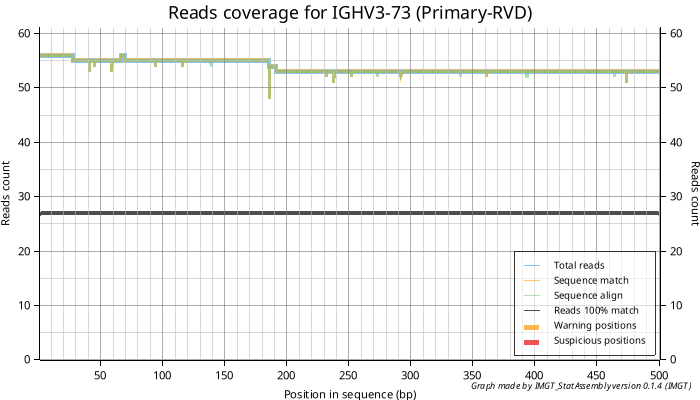 Reads coverage for IGHV3-73 (Primary-RVD)
60
50
40
30
20
10
0
Reads count
60
50
40
30
20
10
0
Reads count
Total reads
Sequence match
Sequence align
Reads 100% match
Warning positions
Suspicious positions
50 100 150 200 250 300 350 400 450 500
Position in sequence (bp)
Graph made by IMGT_StatAssembly version 0.1.4 (IMGT)